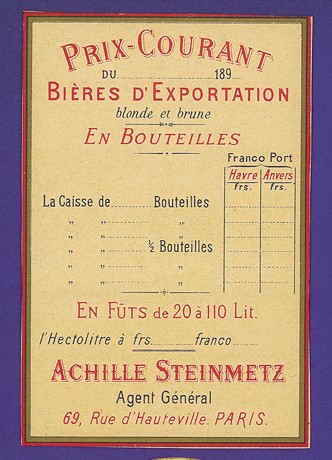 PRIX-COURANT
DU ............ 189...
BIÈRES D'EXPORTATION
blonde et brune
EN BOUTEILLES
Franco Port
Havre Anvers
frs. frs.
La Caisse de ............ Bouteilles
„ „ ............ „
„ „ ............ ½ Bouteilles
„ „ ............ „
„ „ ............ „
EN FÛTS de 20 à 110 Lit.
l'Hectolitre à frs. ............ franco ............
ACHILLE STEINMETZ
Agent Général
69, Rue d'Hauteville. PARIS.